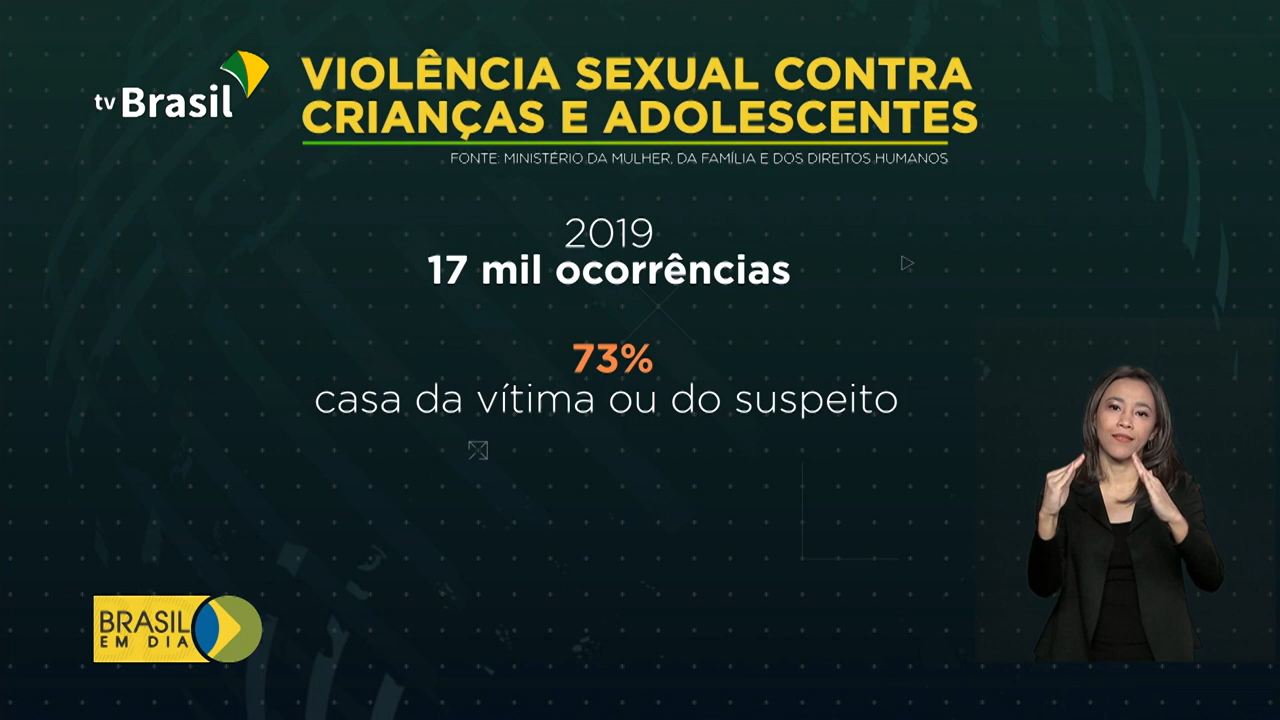 tv Brasil
VIOLÊNCIA SEXUAL CONTRA
CRIANÇAS E ADOLESCENTES
FONTE: MINISTÉRIO DA MULHER, DA FAMÍLIA E DOS DIREITOS HUMANOS
2019
17 mil ocorrências
73%
casa da vítima ou do suspeito
BRASIL
EM DIA